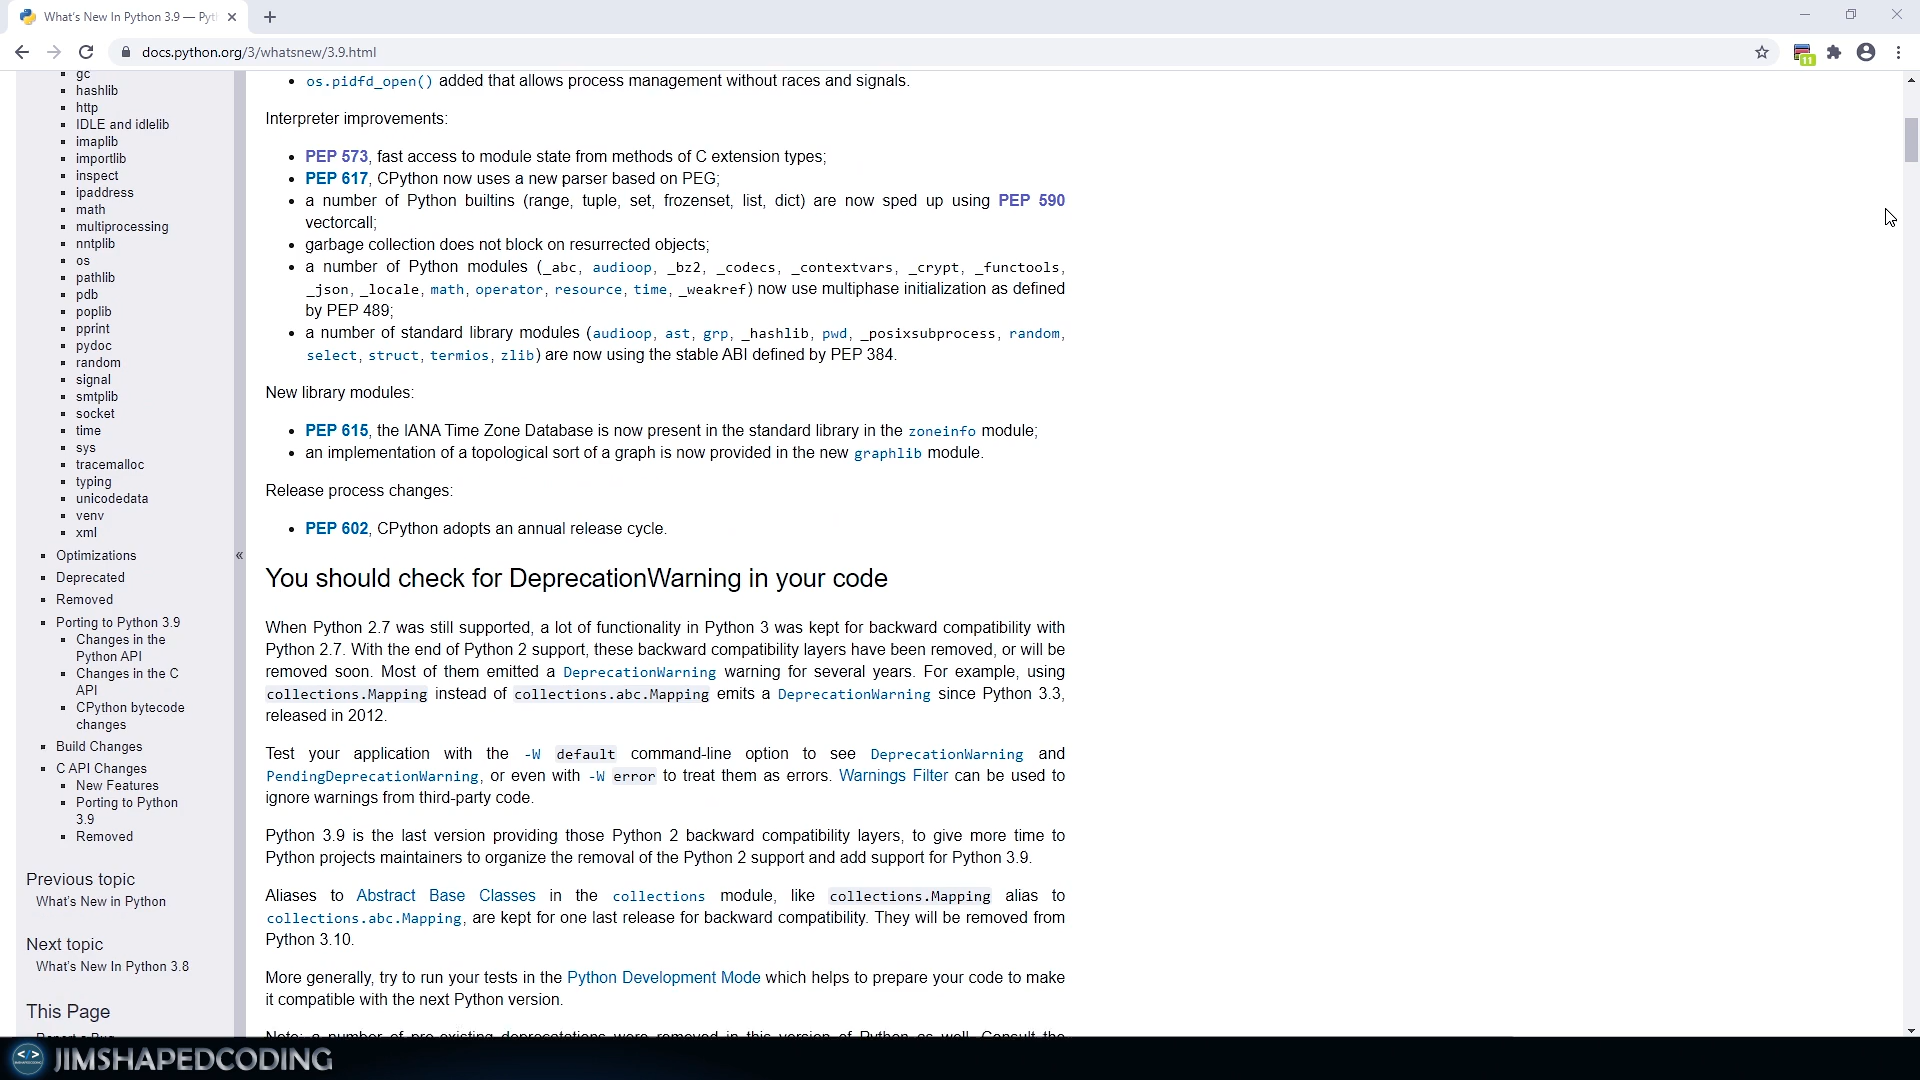 What's New In Python 3.9 — Pyt
docs.python.org/3/whatsnew/3.9.html
11
gc
hashlib
http
IDLE and idlelib
imaplib
importlib
inspect
ipaddress
math
multiprocessing
nntplib
os
pathlib
pdb
poplib
pprint
pydoc
random
signal
smtplib
socket
time
sys
tracemalloc
typing
unicodedata
venv
xml
Optimizations
Deprecated
Removed
Porting to Python 3.9
Changes in the
Python API
Changes in the C
API
CPython bytecode
changes
Build Changes
C API Changes
New Features
Porting to Python
3.9
Removed
Previous topic
What's New in Python
Next topic
What's New In Python 3.8
This Page
«
os.pidfd_open() added that allows process management without races and signals.
Interpreter improvements:
PEP 573, fast access to module state from methods of C extension types;
PEP 617, CPython now uses a new parser based on PEG;
a number of Python builtins (range, tuple, set, frozenset, list, dict) are now sped up using PEP 590
vectorcall;
garbage collection does not block on resurrected objects;
a number of Python modules (_abc, audioop, _bz2, _codecs, _contextvars, _crypt, _functools,
_json, _locale, math, operator, resource, time, _weakref) now use multiphase initialization as defined
by PEP 489;
a number of standard library modules (audioop, ast, grp, _hashlib, pwd, _posixsubprocess, random,
select, struct, termios, zlib) are now using the stable ABI defined by PEP 384.
New library modules:
PEP 615, the IANA Time Zone Database is now present in the standard library in the zoneinfo module;
an implementation of a topological sort of a graph is now provided in the new graphlib module.
Release process changes:
PEP 602, CPython adopts an annual release cycle.
You should check for DeprecationWarning in your code
When Python 2.7 was still supported, a lot of functionality in Python 3 was kept for backward compatibility with
Python 2.7. With the end of Python 2 support, these backward compatibility layers have been removed, or will be
removed soon. Most of them emitted a DeprecationWarning warning for several years. For example, using
collections.Mapping instead of collections.abc.Mapping emits a DeprecationWarning since Python 3.3,
released in 2012.
Test your application with the -W default command-line option to see DeprecationWarning and
PendingDeprecationWarning, or even with -W error to treat them as errors. Warnings Filter can be used to
ignore warnings from third-party code.
Python 3.9 is the last version providing those Python 2 backward compatibility layers, to give more time to
Python projects maintainers to organize the removal of the Python 2 support and add support for Python 3.9.
Aliases to Abstract Base Classes in the collections module, like collections.Mapping alias to
collections.abc.Mapping, are kept for one last release for backward compatibility. They will be removed from
Python 3.10.
More generally, try to run your tests in the Python Development Mode which helps to prepare your code to make
it compatible with the next Python version.
Note: a number of pre-existing deprecatations were removed in this version of Python as well. Consult the
JIMSHAPEDCODING